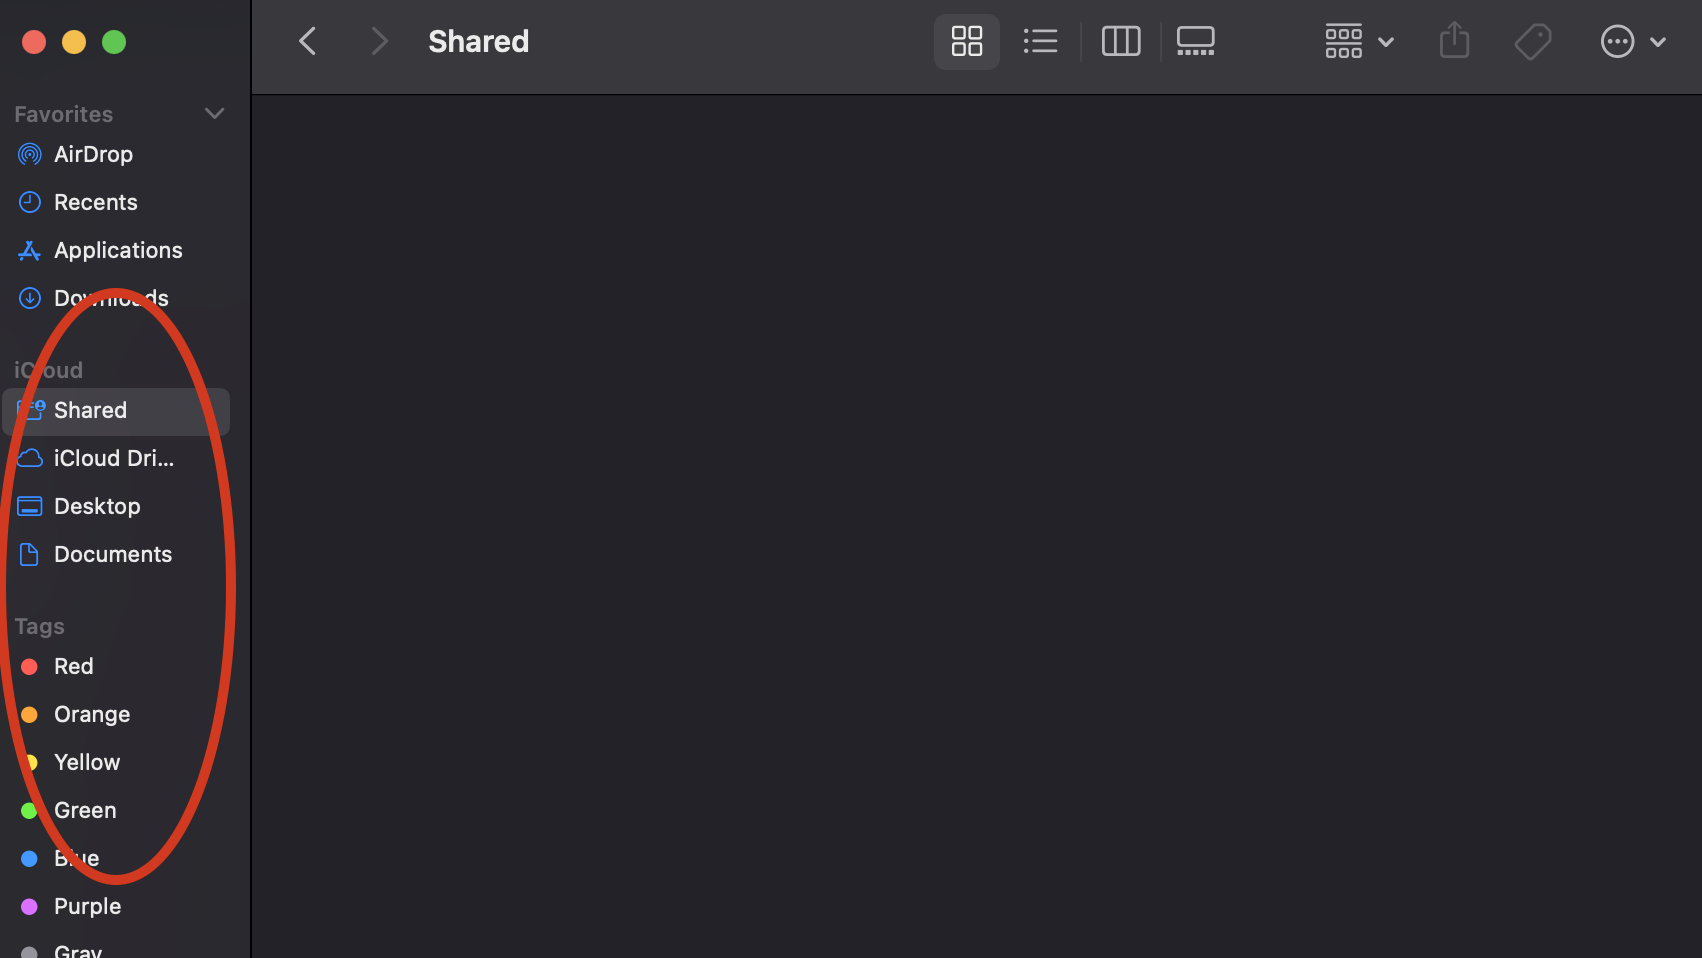 Shared
Favorites
AirDrop
Recents
Applications
Downloads
iCloud
Shared
iCloud Dri...
Desktop
Documents
Tags
Red
Orange
Yellow
Green
Blue
Purple
Gray